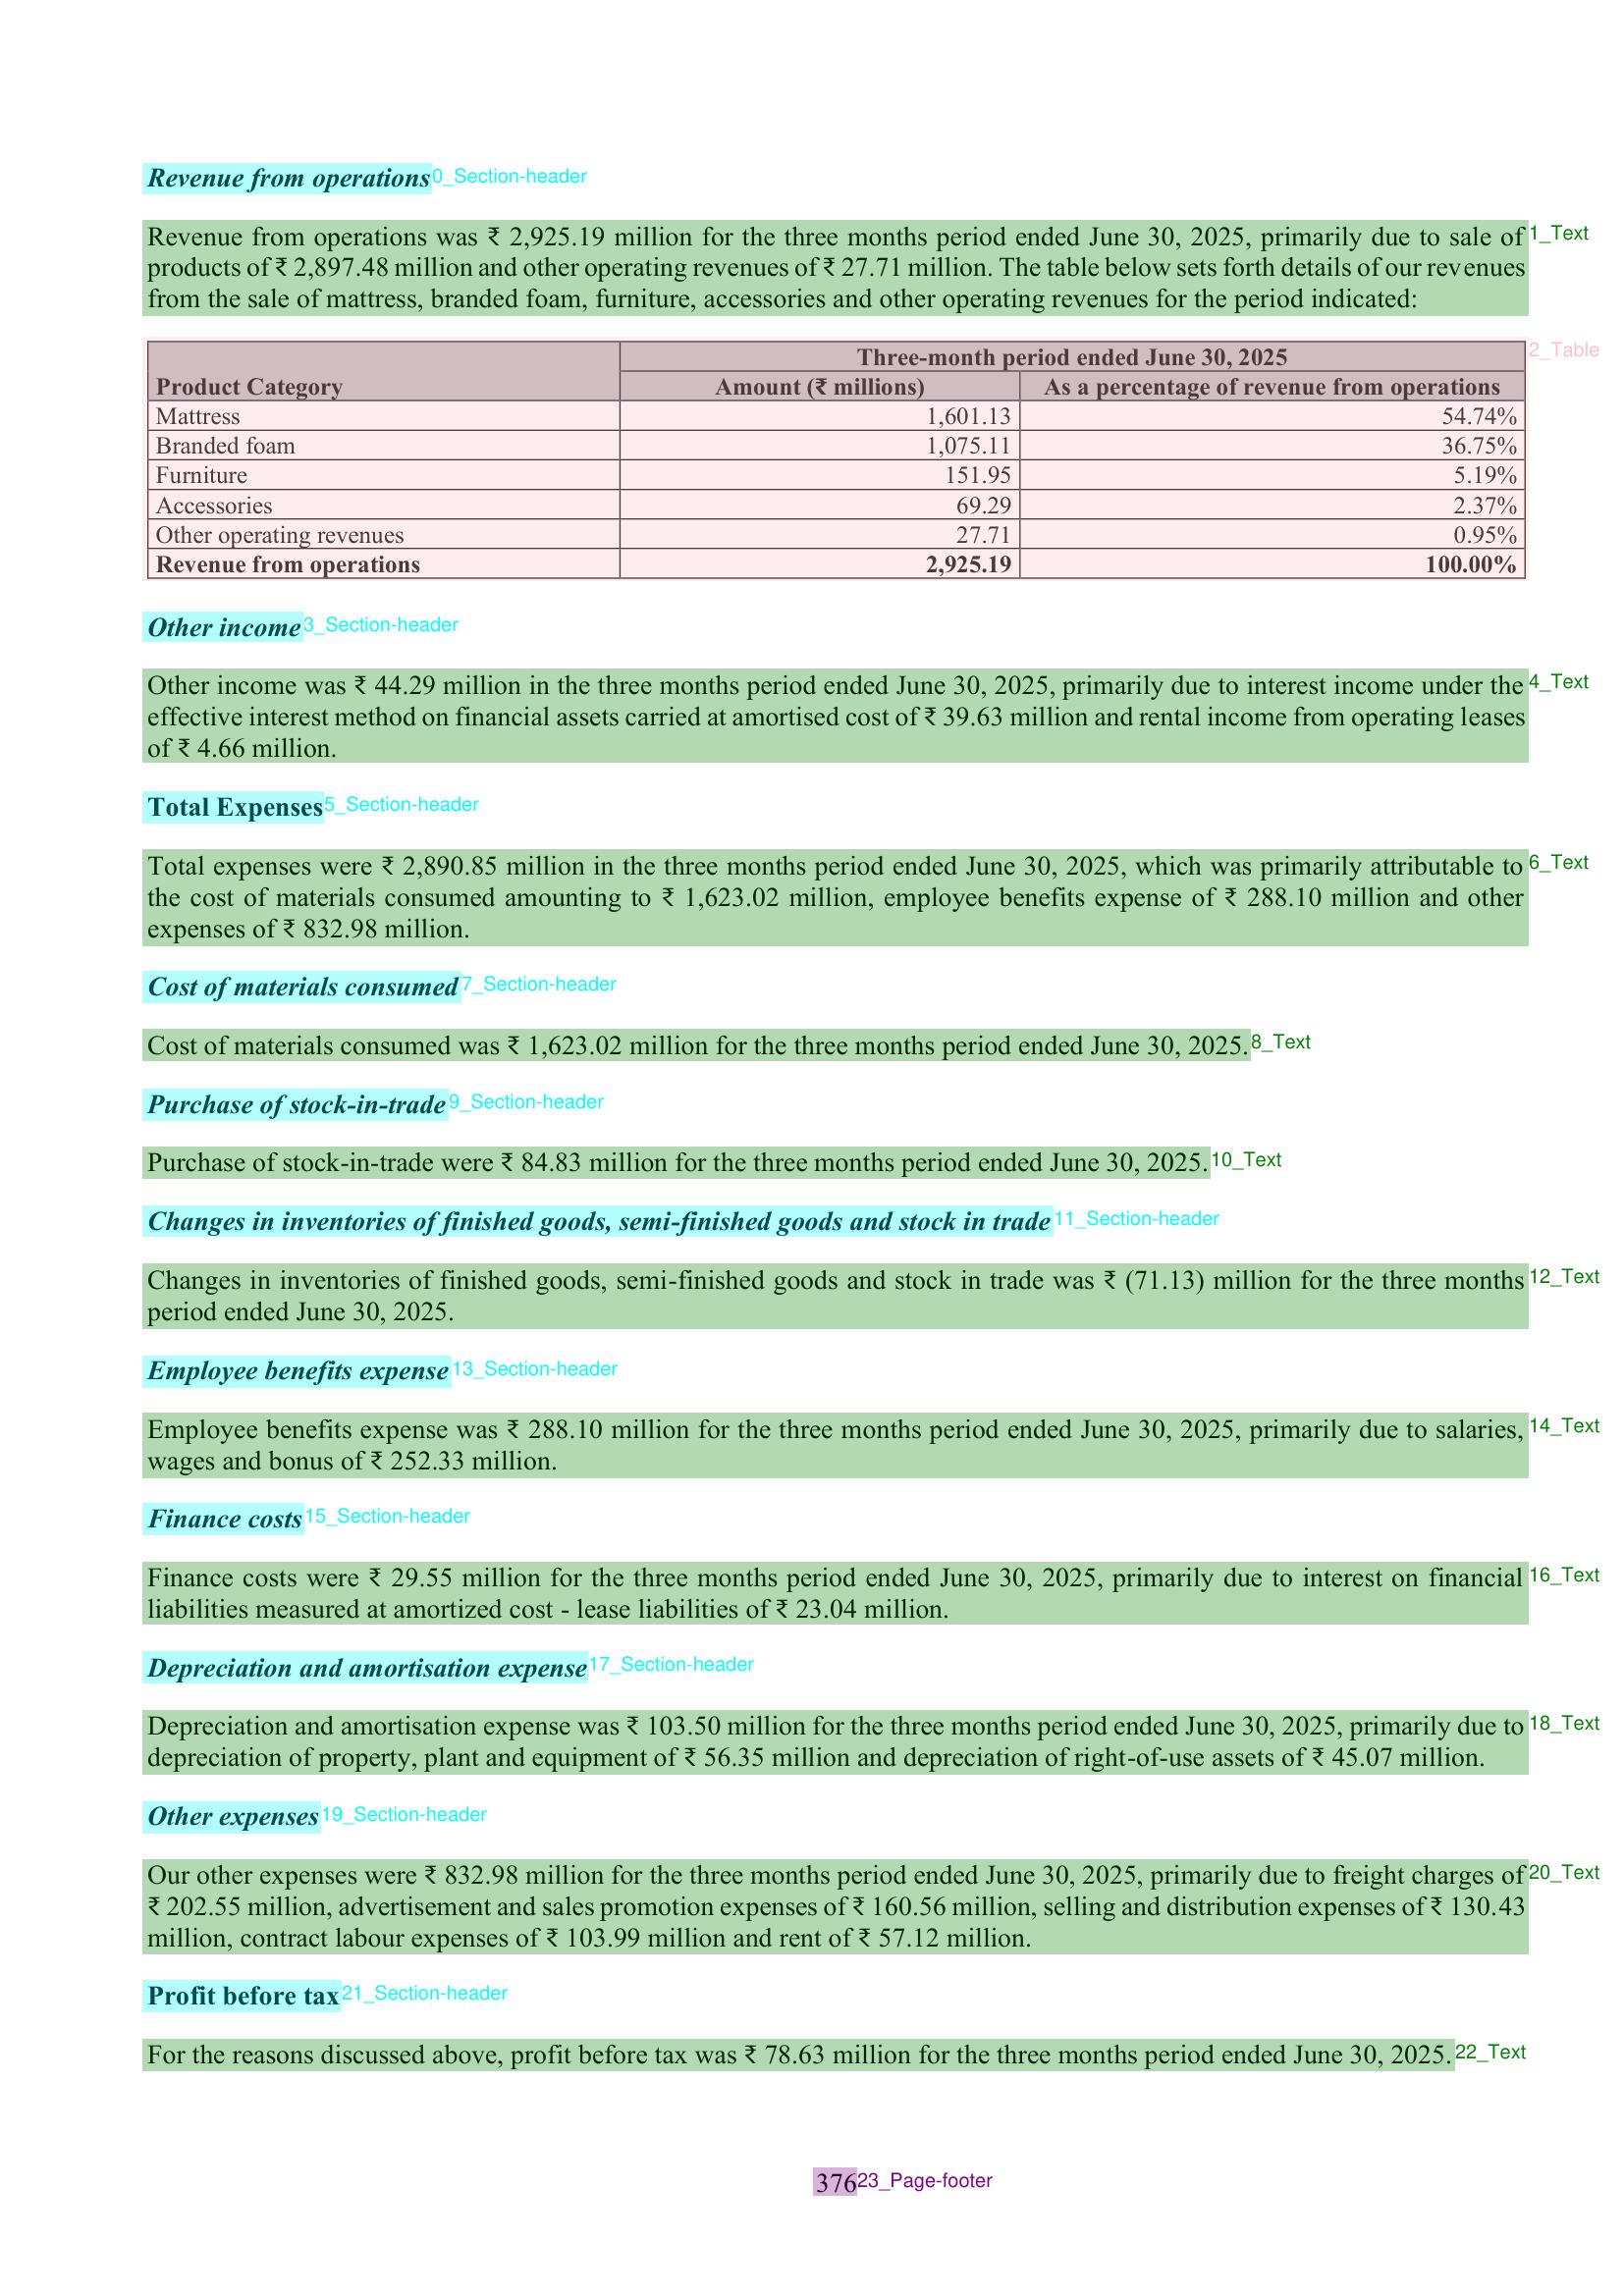 Revenue from operations 0_Section-header
Revenue from operations was ₹ 2,925.19 million for the three months period ended June 30, 2025, primarily due to sale of 1_Text
products of ₹ 2,897.48 million and other operating revenues of ₹ 27.71 million. The table below sets forth details of our revenues
from the sale of mattress, branded foam, furniture, accessories and other operating revenues for the period indicated:
2_Table
Three-month period ended June 30, 2025
Product Category Amount (₹ millions) As a percentage of revenue from operations
Mattress 1,601.13 54.74%
Branded foam 1,075.11 36.75%
Furniture 151.95 5.19%
Accessories 69.29 2.37%
Other operating revenues 27.71 0.95%
Revenue from operations 2,925.19 100.00%
Other income 3_Section-header
Other income was ₹ 44.29 million in the three months period ended June 30, 2025, primarily due to interest income under the 4_Text
effective interest method on financial assets carried at amortised cost of ₹ 39.63 million and rental income from operating leases
of ₹ 4.66 million.
Total Expenses 5_Section-header
Total expenses were ₹ 2,890.85 million in the three months period ended June 30, 2025, which was primarily attributable to 6_Text
the cost of materials consumed amounting to ₹ 1,623.02 million, employee benefits expense of ₹ 288.10 million and other
expenses of ₹ 832.98 million.
Cost of materials consumed 7_Section-header
Cost of materials consumed was ₹ 1,623.02 million for the three months period ended June 30, 2025. 8_Text
Purchase of stock-in-trade 9_Section-header
Purchase of stock-in-trade were ₹ 84.83 million for the three months period ended June 30, 2025. 10_Text
Changes in inventories of finished goods, semi-finished goods and stock in trade 11_Section-header
Changes in inventories of finished goods, semi-finished goods and stock in trade was ₹ (71.13) million for the three months 12_Text
period ended June 30, 2025.
Employee benefits expense 13_Section-header
Employee benefits expense was ₹ 288.10 million for the three months period ended June 30, 2025, primarily due to salaries, 14_Text
wages and bonus of ₹ 252.33 million.
Finance costs 15_Section-header
Finance costs were ₹ 29.55 million for the three months period ended June 30, 2025, primarily due to interest on financial 16_Text
liabilities measured at amortized cost - lease liabilities of ₹ 23.04 million.
Depreciation and amortisation expense 17_Section-header
Depreciation and amortisation expense was ₹ 103.50 million for the three months period ended June 30, 2025, primarily due to 18_Text
depreciation of property, plant and equipment of ₹ 56.35 million and depreciation of right-of-use assets of ₹ 45.07 million.
Other expenses 19_Section-header
Our other expenses were ₹ 832.98 million for the three months period ended June 30, 2025, primarily due to freight charges of 20_Text
₹ 202.55 million, advertisement and sales promotion expenses of ₹ 160.56 million, selling and distribution expenses of ₹ 130.43
million, contract labour expenses of ₹ 103.99 million and rent of ₹ 57.12 million.
Profit before tax 21_Section-header
For the reasons discussed above, profit before tax was ₹ 78.63 million for the three months period ended June 30, 2025. 22_Text
376 23_Page-footer